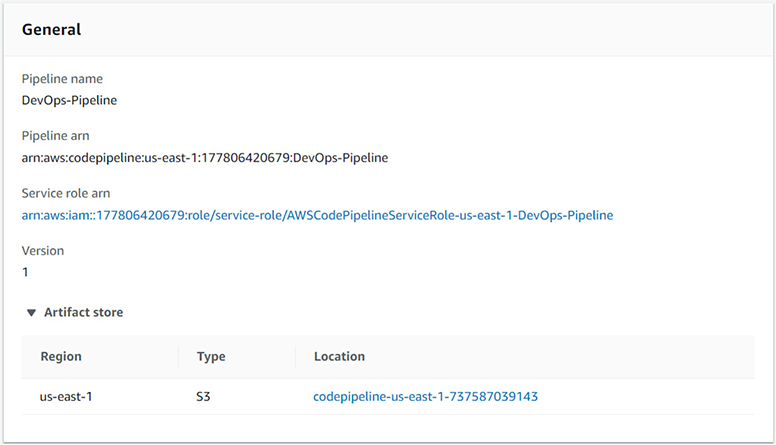 General
Pipeline name
DevOps-Pipeline
Pipeline arn
arn:aws:codepipeline:us-east-1:177806420679:DevOps-Pipeline
Service role arn
arn:aws:iam::177806420679:role/service-role/AWSCodePipelineServiceRole-us-east-1-DevOps-Pipeline
Version
1
Artifact store
Region Type Location
us-east-1 S3 codepipeline-us-east-1-737587039143